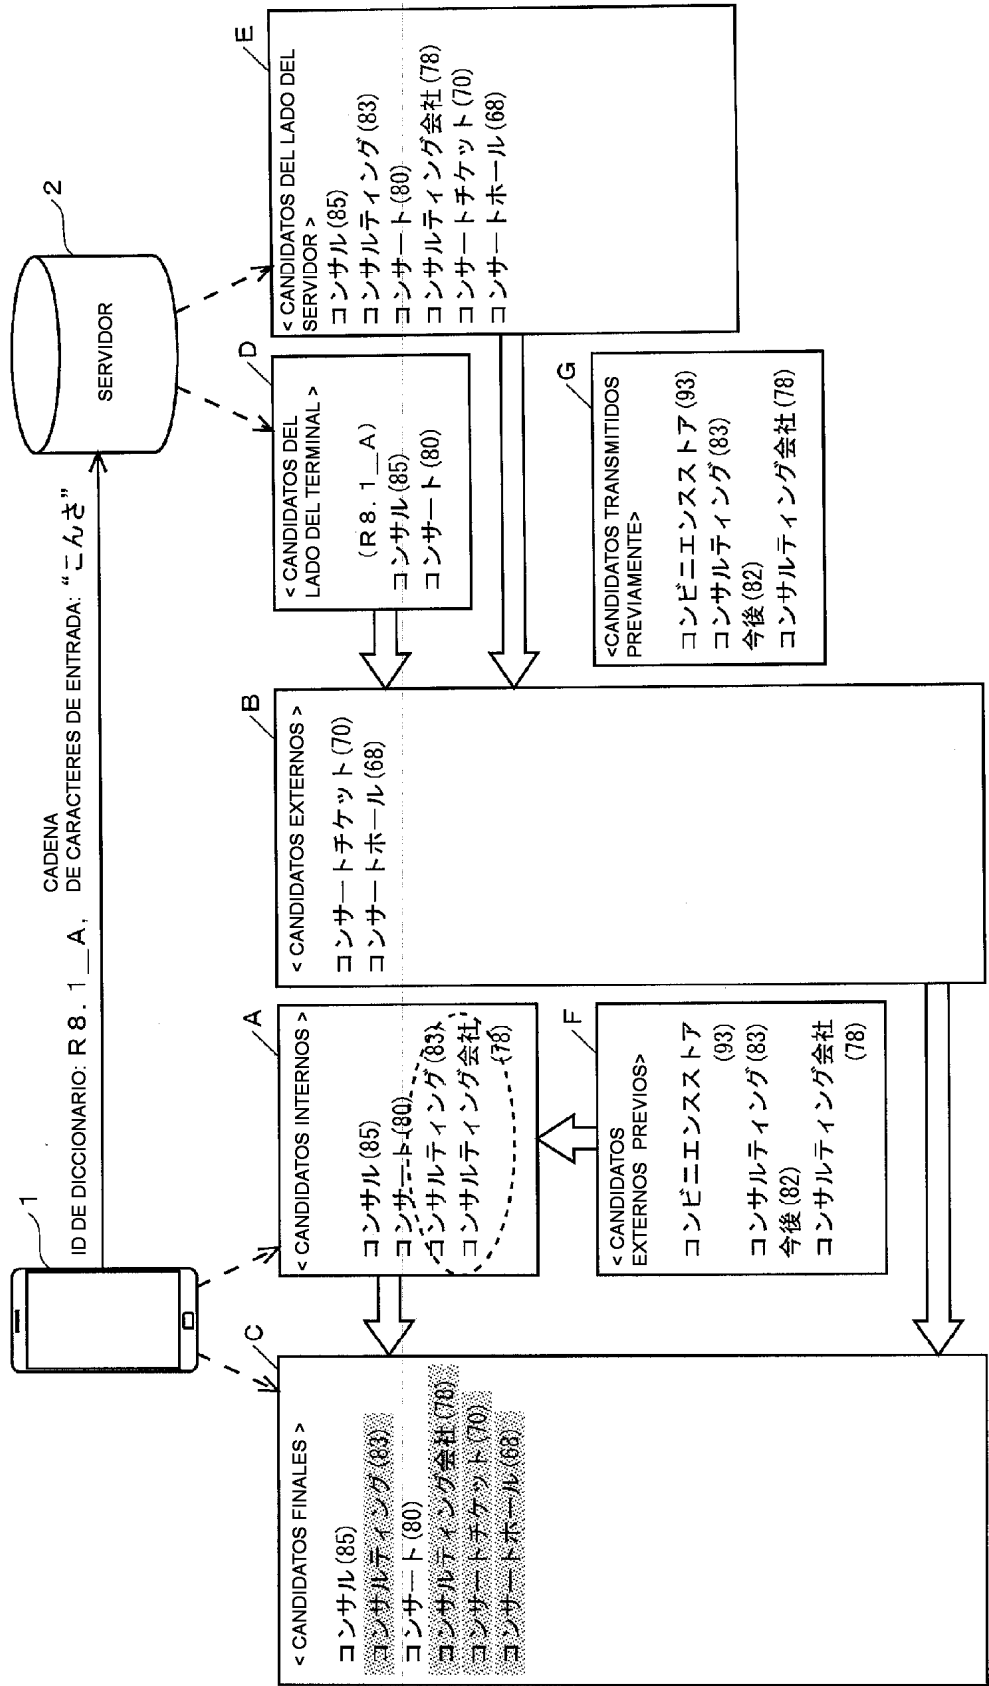 1
ID DE DICCIONARIO: R8.1__A,
CADENA
DE CARACTERES DE ENTRADA: “こんさ”
2
SERVIDOR
C
< CANDIDATOS FINALES >
コンサル(85)
コンサルティング(83)
コンサート(80)
コンサルティング会社(78)
コンサートチケット(70)
コンサートホール(68)
A
< CANDIDATOS INTERNOS >
コンサル(85)
コンサート(80)
コンサルティング(83)
コンサルティング会社
(78)
F
< CANDIDATOS
EXTERNOS PREVIOS>
コンビニエンスストア
(93)
コンサルティング(83)
今後(82)
コンサルティング会社
(78)
B
< CANDIDATOS EXTERNOS >
コンサートチケット(70)
コンサートホール(68)
D
< CANDIDATOS DEL
LADO DEL TERMINAL >
(R8.1__A)
コンサル(85)
コンサート(80)
G
<CANDIDATOS TRANSMITIDOS
PREVIAMENTE>
コンビニエンスストア(93)
コンサルティング(83)
今後(82)
コンサルティング会社(78)
E
< CANDIDATOS DEL LADO DEL
SERVIDOR >
コンサル(85)
コンサルティング(83)
コンサート(80)
コンサルティング会社(78)
コンサートチケット(70)
コンサートホール(68)